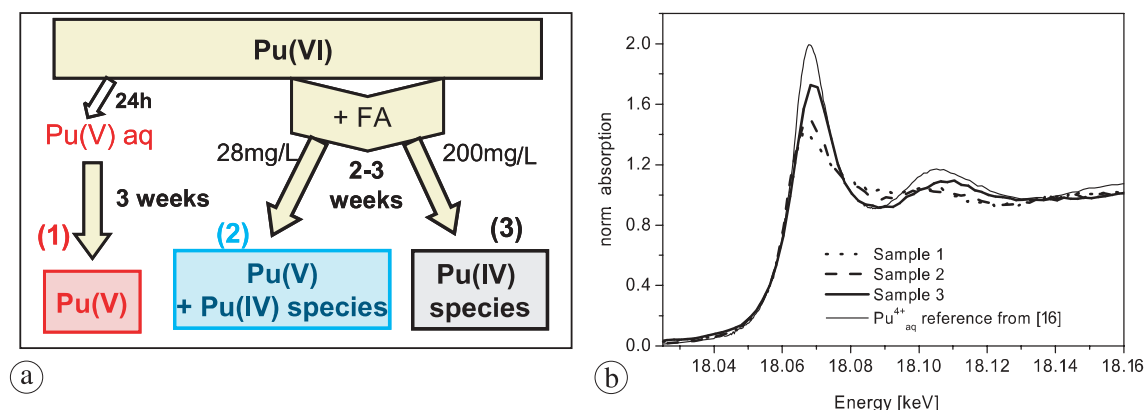 Pu(VI)
24h
Pu(V) aq
+ FA
28mg/L
2-3
weeks
200mg/L
3 weeks
(1)
(2)
(3)
Pu(V)
Pu(V)
+ Pu(IV) species
Pu(IV)
species
a
norm absorption
2.0
1.6
1.2
0.8
0.4
0.0
Sample 1
Sample 2
Sample 3
Pu⁴⁺aq reference from [16]
18.04 18.06 18.08 18.10 18.12 18.14 18.16
Energy [keV]
b